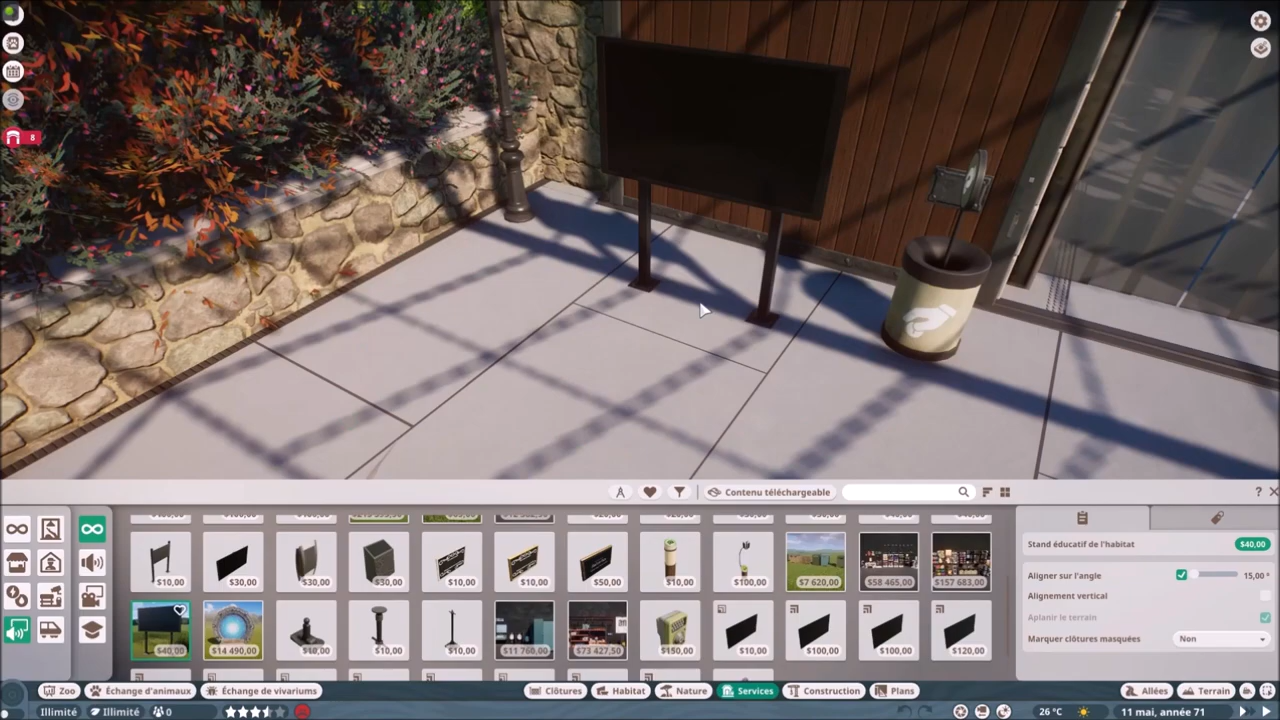 8
Contenu téléchargeable
?
$10,00
$30,00
$30,00
$30,00
$10,00
$10,00
$50,00
$10,00
$100,00
$7 620,00
$58 465,00
$157 683,00
$40,00
$14 490,00
$10,00
$10,00
$10,00
$11 760,00
$73 427,50
$150,00
$10,00
$100,00
$100,00
$120,00
Stand éducatif de l'habitat
$40,00
Aligner sur l'angle
15,00 °
Alignement vertical
Aplanir le terrain
Marquer clôtures masquées
Non
Zoo
Échange d'animaux
Échange de vivariums
Clôtures
Habitat
Nature
Services
Construction
Plans
Allées
Terrain
Illimité
Illimité
0
26 °C
11 mai, année 71